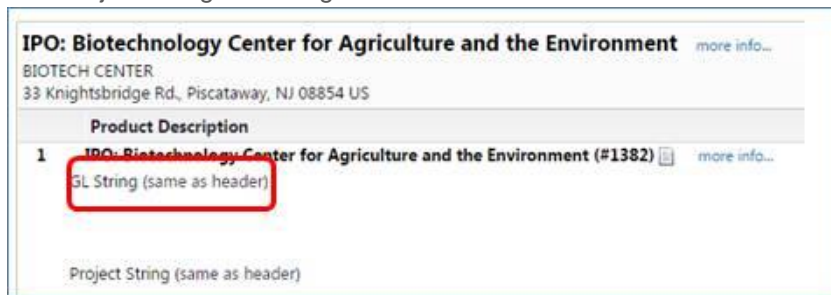 IPO: Biotechnology Center for Agriculture and the Environment more info...
BIOTECH CENTER
33 Knightsbridge Rd., Piscataway, NJ 08854 US
Product Description
1 IPO: Biotechnology Center for Agriculture and the Environment (#1382) more info...
GL String (same as header)
Project String (same as header)